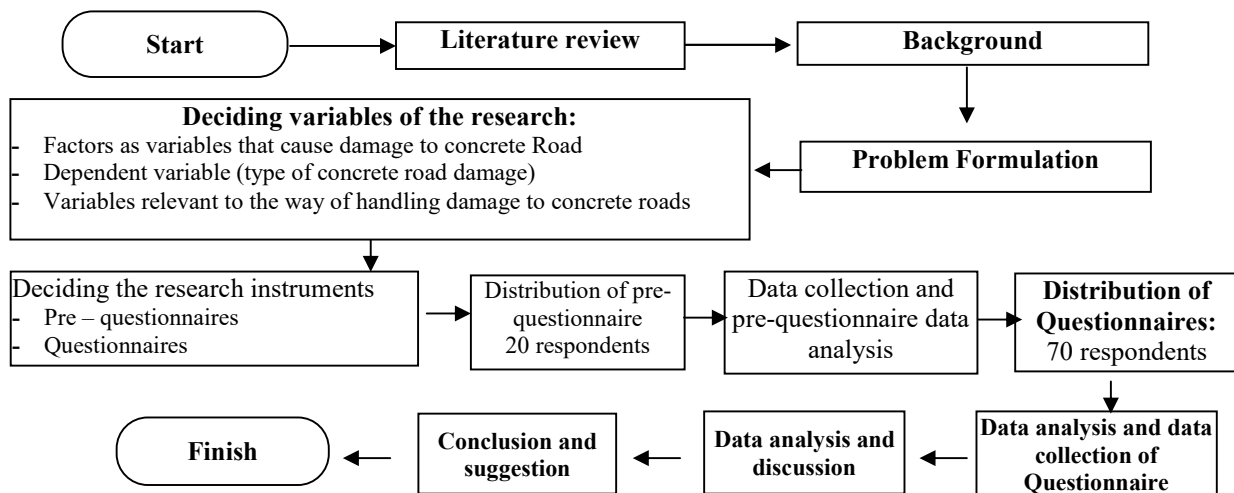 Start
Literature review
Background
Problem Formulation
Deciding variables of the research:
- Factors as variables that cause damage to concrete Road
- Dependent variable (type of concrete road damage)
- Variables relevant to the way of handling damage to concrete roads
Deciding the research instruments
- Pre – questionnaires
- Questionnaires
Distribution of pre-
questionnaire
20 respondents
Data collection and
pre-questionnaire data
analysis
Distribution of
Questionnaires:
70 respondents
Data analysis and data
collection of
Questionnaire
Data analysis and
discussion
Conclusion and
suggestion
Finish